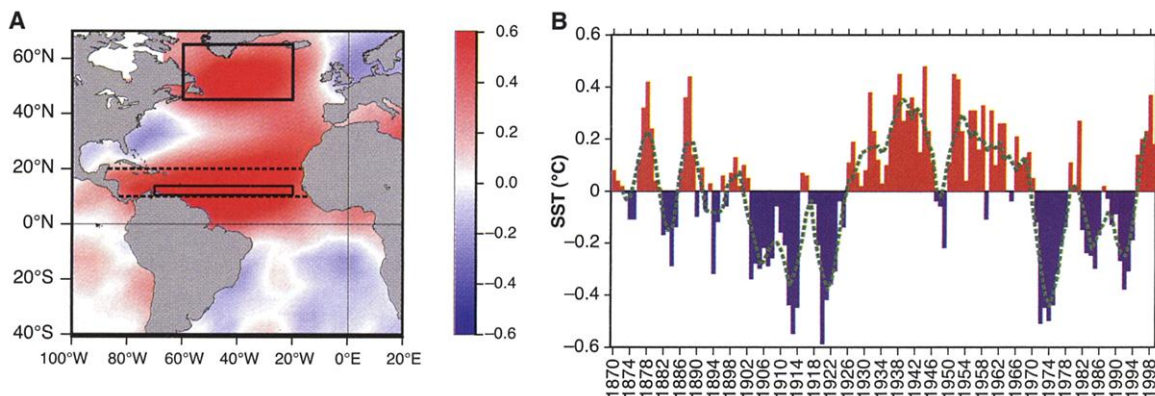 A
60°N
40°N
20°N
0°N
20°S
40°S
100°W 80°W 60°W 40°W 20°W 0°E 20°E
0.6
0.4
0.2
0.0
−0.2
−0.4
−0.6
B
SST (°C)
0.6
0.4
0.2
0
−0.2
−0.4
−0.6
1870 1874 1878 1882 1886 1890 1894 1898 1902 1906 1910 1914 1918 1922 1926 1930 1934 1938 1942 1946 1950 1954 1958 1962 1966 1970 1974 1978 1982 1986 1990 1994 1998